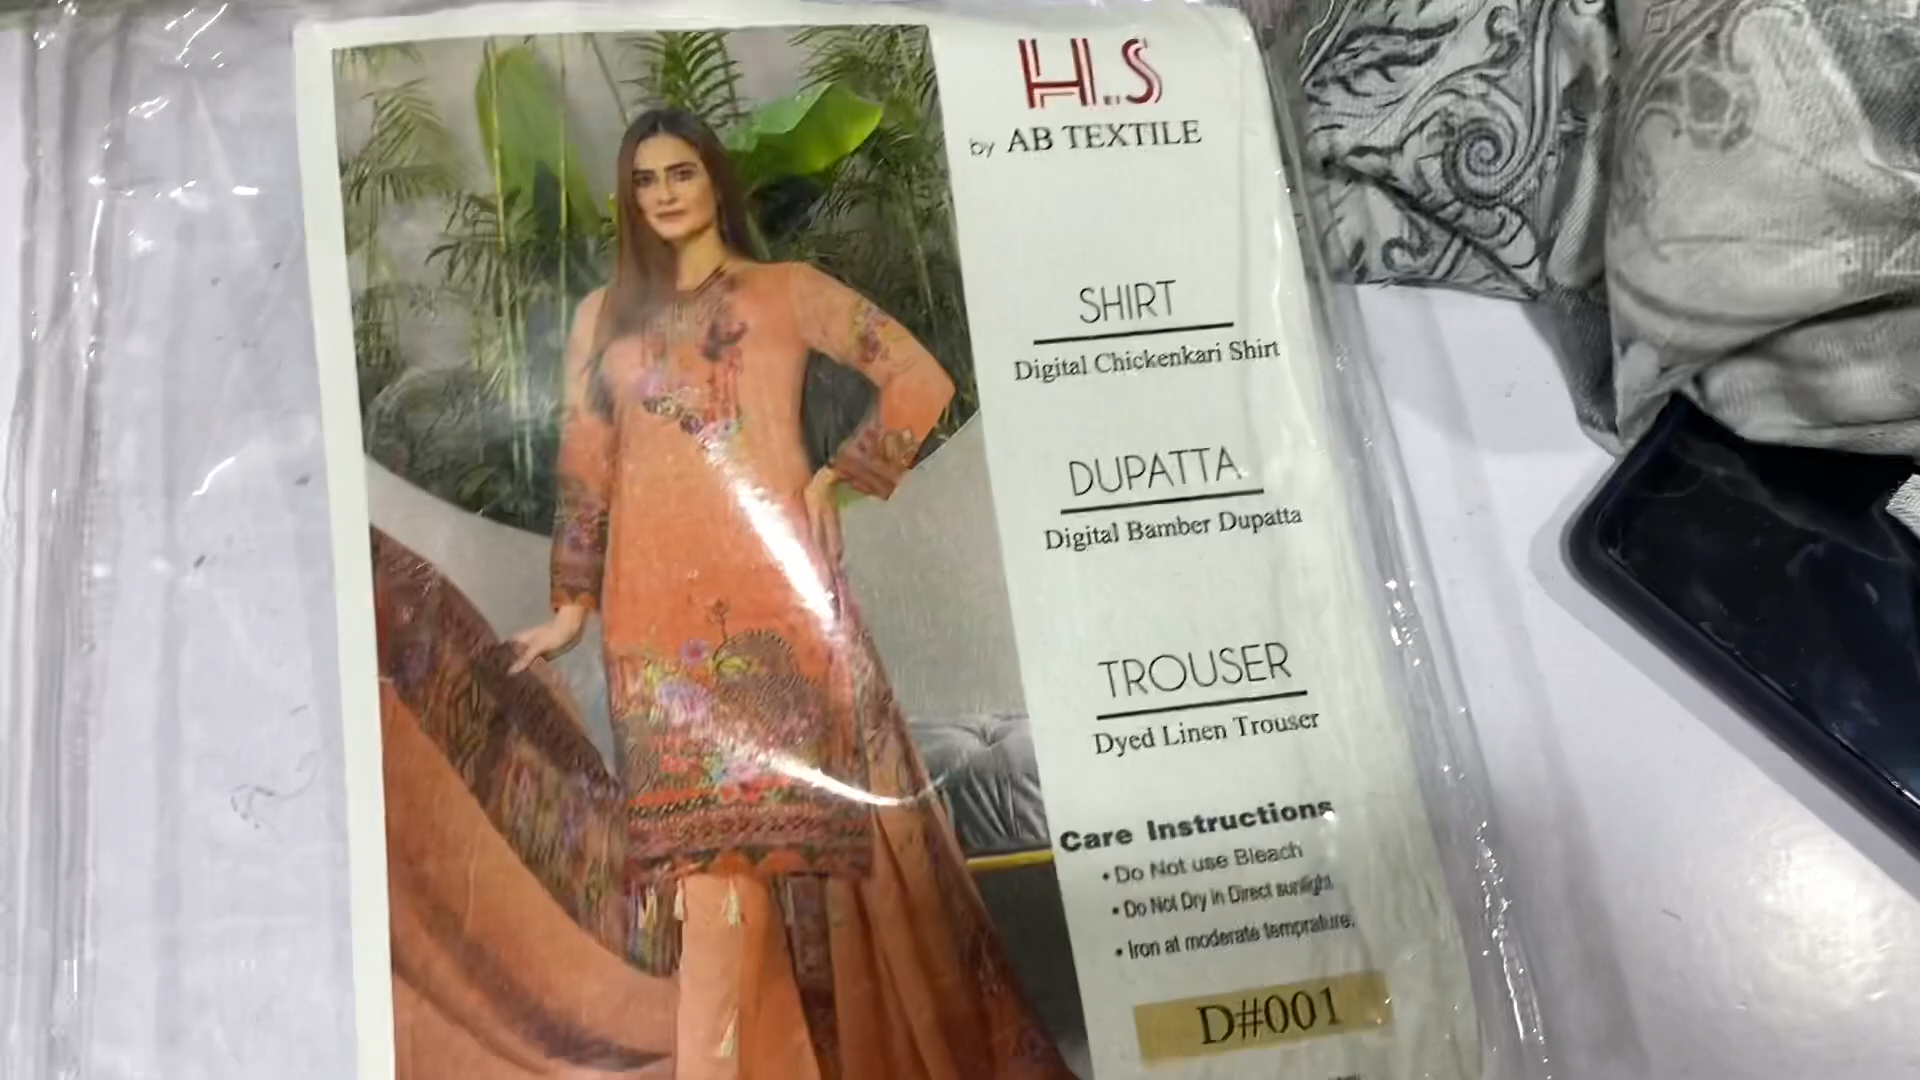 H.S
by AB TEXTILE
SHIRT
Digital Chickenkari Shirt
DUPATTA
Digital Bamber Dupatta
TROUSER
Dyed Linen Trouser
Care Instructions
• Do Not use Bleach
• Do Not Dry in Direct sunlight
• Iron at moderate temprature.
D#001